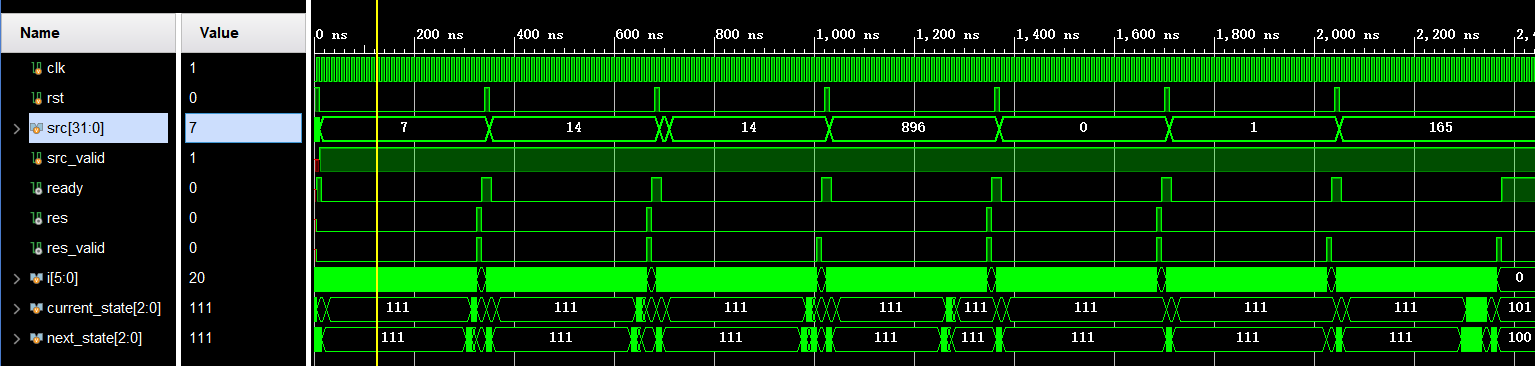 Name Value 0 ns 200 ns 400 ns 600 ns 800 ns 1,000 ns 1,200 ns 1,400 ns 1,600 ns 1,800 ns 2,000 ns 2,200 ns 2,4
clk 1
rst 0
src[31:0] 7 7 14 14 896 0 1 165
src_valid 1
ready 0
res 0
res_valid 0
i[5:0] 20 0
current_state[2:0] 111 111 111 111 111 111 111 111 111 101
next_state[2:0] 111 111 111 111 111 111 111 111 111 100